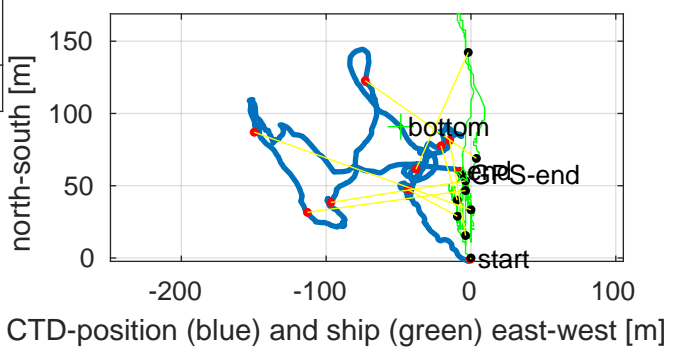 north-south [m]
150
100
50
0
bottom
end
GPS-end
start
-200
-100
0
100
CTD-position (blue) and ship (green) east-west [m]